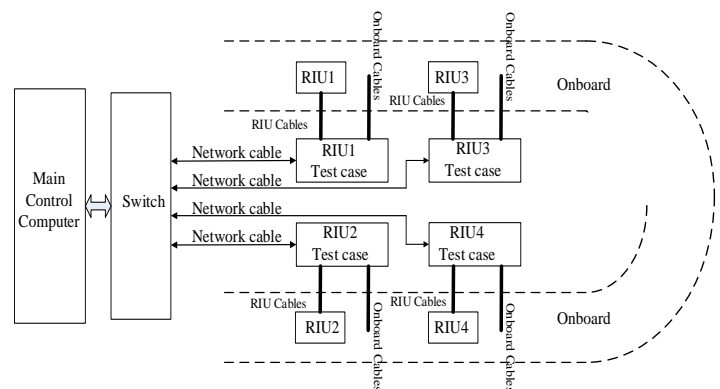 Main
Control
Computer
Switch
Network cable
Network cable
Network cable
Network cable
RIU1
RIU Cables
Onboard Cables
RIU1
Test case
RIU3
RIU Cables
Onboard Cables
RIU3
Test case
Onboard
RIU2
Test case
RIU Cables
RIU2
Onboard Cables
RIU4
Test case
RIU Cables
RIU4
Onboard Cables
Onboard